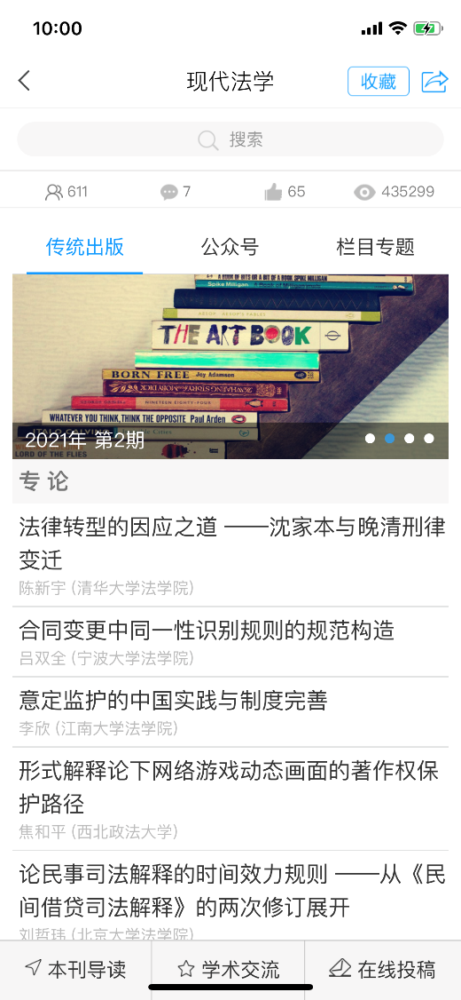 10:00
现代法学
收藏
搜索
611
7
65
435299
传统出版
公众号
栏目专题
Spike Milligan
AESOP · AESOP'S FABLES
THE ART BOOK
BORN FREE Joy Adamson
NINETEEN EIGHTY-FOUR
WHATEVER YOU THINK, THINK THE OPPOSITE Paul Arden
ITALO CALVINO
Cities
LORD OF THE FLIES
2021年 第2期
专 论
法律转型的因应之道 ——沈家本与晚清刑律
变迁
陈新宇 (清华大学法学院)
合同变更中同一性识别规则的规范构造
吕双全 (宁波大学法学院)
意定监护的中国实践与制度完善
李欣 (江南大学法学院)
形式解释论下网络游戏动态画面的著作权保
护路径
焦和平 (西北政法大学)
论民事司法解释的时间效力规则 ——从《民
间借贷司法解释》的两次修订展开
刘哲玮 (北京大学法学院)
本刊导读
学术交流
在线投稿